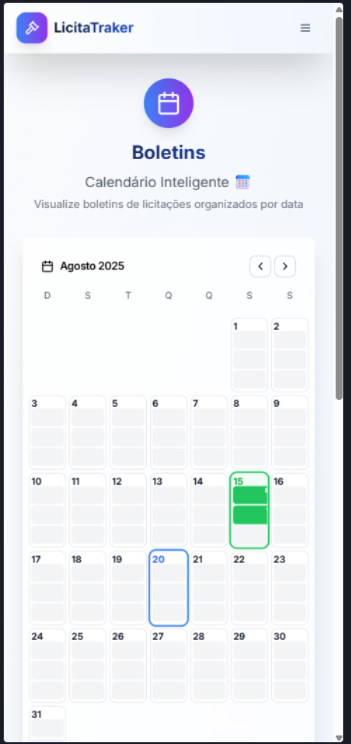 LicitaTraker
Boletins
Calendário Inteligente
Visualize boletins de licitações organizados por data
Agosto 2025
D S T Q Q S S
1 2
3 4 5 6 7 8 9
10 11 12 13 14 15 16
17 18 19 20 21 22 23
24 25 26 27 28 29 30
31